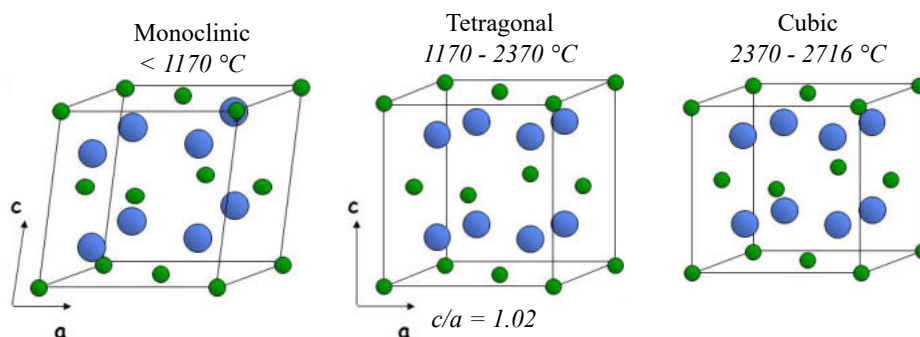 Monoclinic
< 1170 °C
Tetragonal
1170 - 2370 °C
Cubic
2370 - 2716 °C
c
a
c
a
c/a = 1.02